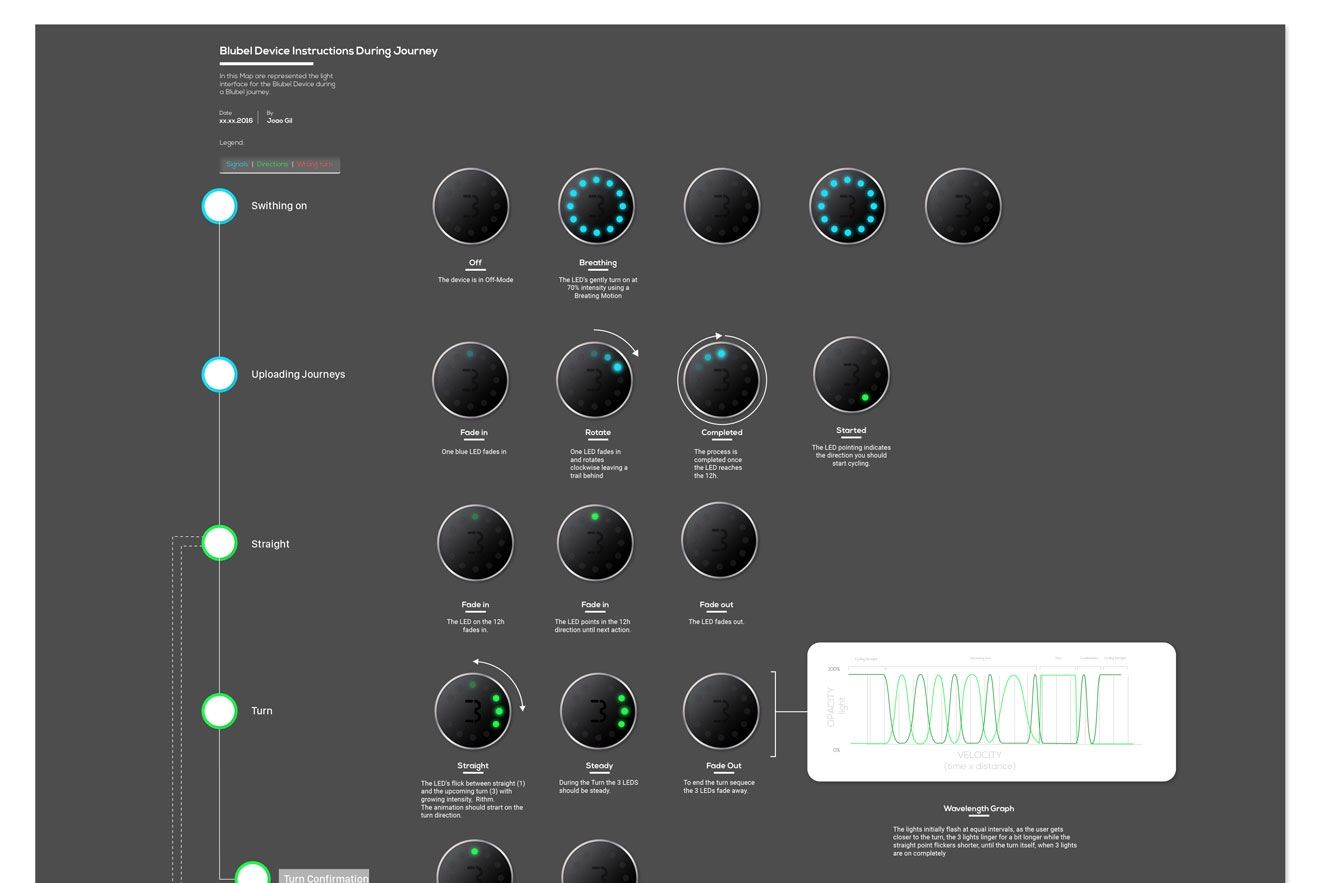 Blubel Device Instructions During Journey
In this Map are represented the light
interface for the Blubel Device during
a Blubel journey.
Date
xx.xx.2016
By
Joao Gil
Legend:
Signals | Directions | Wrong turn
Swithing on
Off
The device is in Off-Mode
Breathing
The LED's gently turn on at
70% intensity using a
Breating Motion
Uploading Journeys
Fade in
One blue LED fades in
Rotate
One LED fades in
and rotates
clockwise leaving a
trail behind
Completed
The process is
completed once
the LED reaches
the 12h.
Started
The LED pointing indicates
the direction you should
start cycling.
Straight
Fade in
The LED on the 12h
fades in.
Fade in
The LED points in the 12h
direction until next action.
Fade out
The LED fades out.
Turn
Straight
The LED's flick between straight (1)
and the upcoming turn (3) with
growing intensity, Rithm.
The animation should strart on the
turn direction.
Steady
During the Turn the 3 LEDS
should be steady.
Fade Out
To end the turn sequece
the 3 LEDs fade away.
100%
OPACITY
light
0%
VELOCITY
(time x distance)
Wavelength Graph
The lights initially flash at equal intervals, as the user gets
closer to the turn, the 3 lights linger for a bit longer while the
straight point flickers shorter, until the turn itself, when 3 lights
are on completely
Turn Confirmation